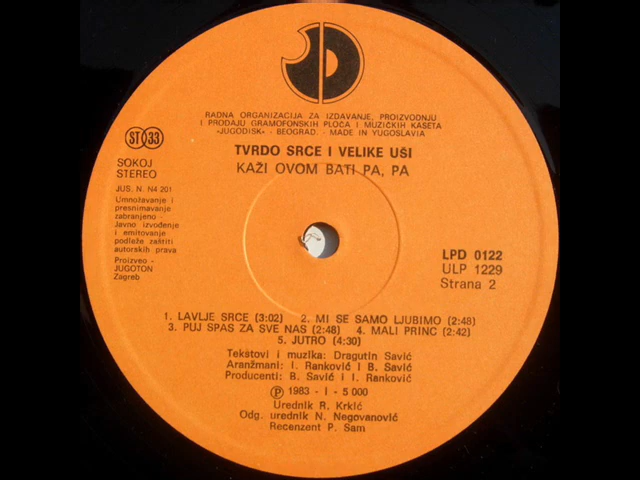 RADNA ORGANIZACIJA ZA IZDAVANJE, PROIZVODNJU
I PRODAJU GRAMOFONSKIH PLOČA I MUZIČKIH KASETA
«JUGODISK» - BEOGRAD. - MADE IN YUGOSLAVIA
ST 33
SOKOJ
STEREO
JUS. N. N4 201
Umnožavanje i
presnimavanje
zabranjeno -
Javno izvođenje
i emitovanje
podleže zaštiti
autorskih prava
Proizveo -
JUGOTON
Zagreb
TVRDO SRCE I VELIKE UŠI
KAŽI OVOM BATI PA, PA
LPD 0122
ULP 1229
Strana 2
1. LAVLJE SRCE (3:02) 2. MI SE SAMO LJUBIMO (2:48)
3. PUJ SPAS ZA SVE NAS (2:48) 4. MALI PRINC (2:42)
5. JUTRO (4:30)
Tekstovi i muzika: Dragutin Savić
Aranžmani: I. Ranković i B. Savić
Producenti: B. Savić i I. Ranković
Ⓟ 1983 - I - 5 000
Urednik R. Krkić
Odg. urednik N. Negovanović
Recenzent P. Sam